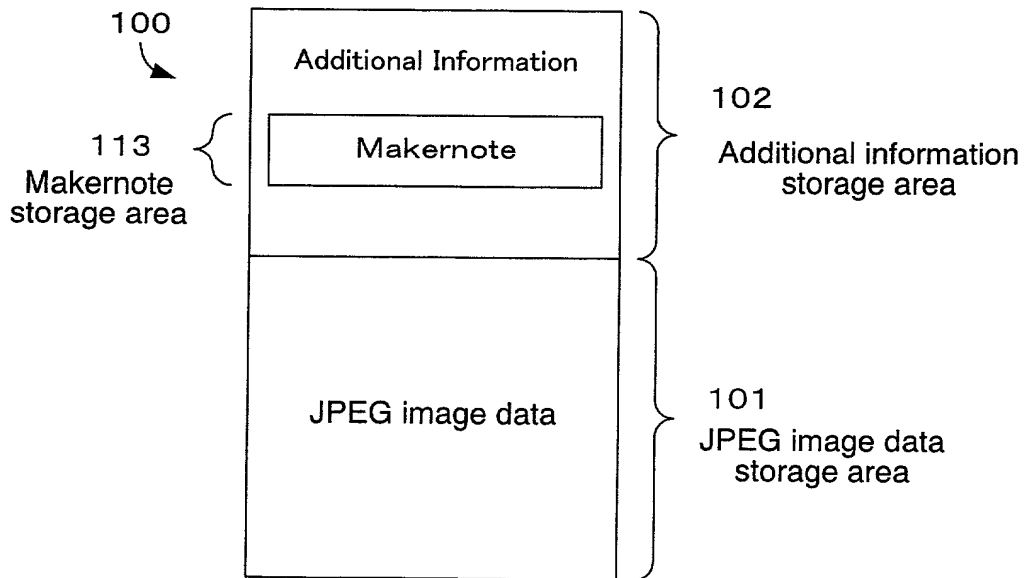 100
Additional Information
102
113
Makernote
Makernote
storage area
Additional information
storage area
JPEG image data
101
JPEG image data
storage area